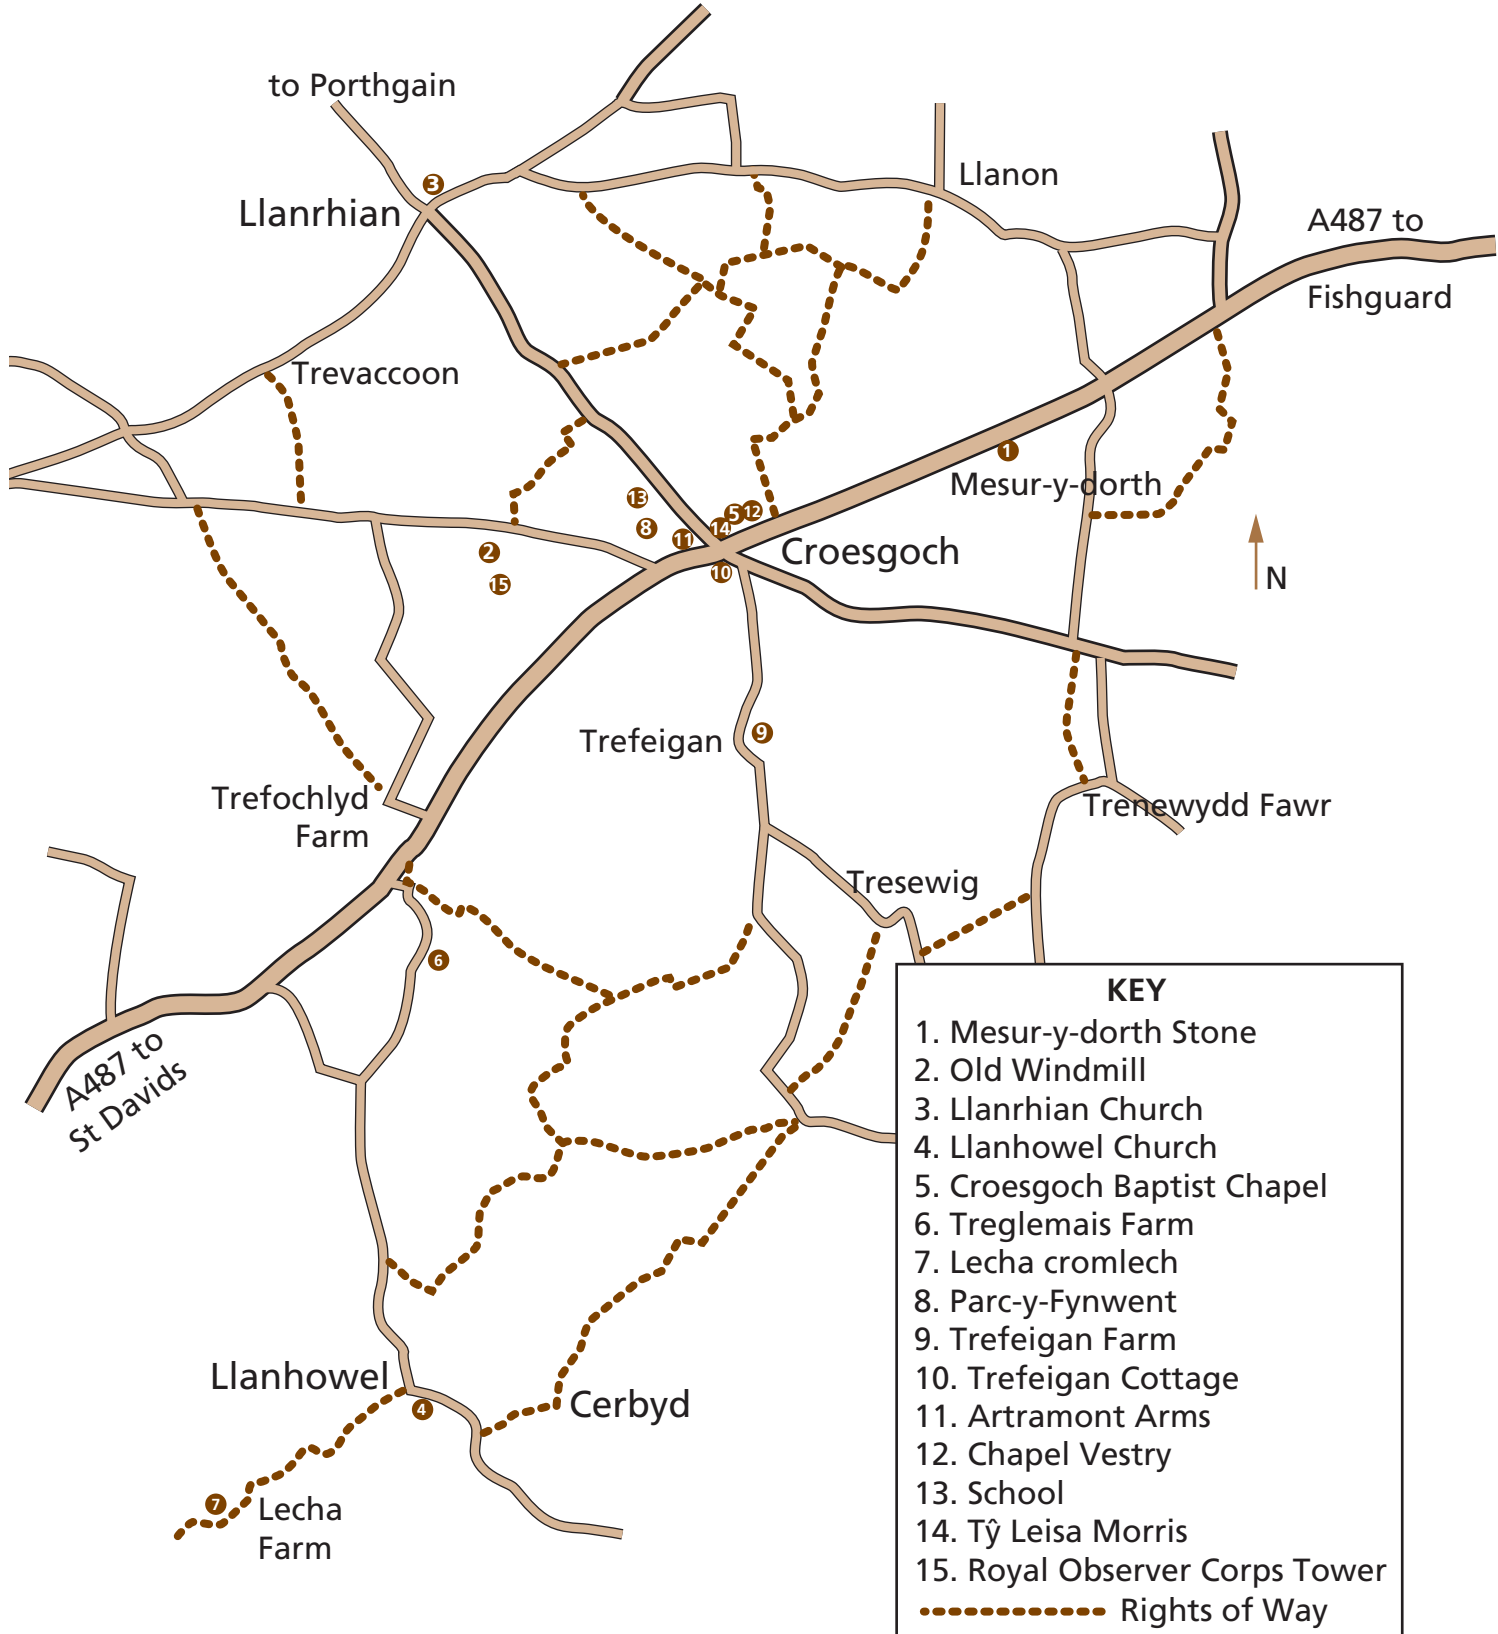 to Porthgain
3
Llanrhian
Llanon
A487 to
Fishguard
Trevaccoon
1
Mesur-y-dorth
13
5
12
8
14
11
2
10
15
Croesgoch
N
Trefeigan
9
Trefochlyd
Farm
Trenewydd Fawr
Tresewig
6
A487 to
St Davids
Llanhowel
4
Cerbyd
7
Lecha
Farm
KEY
1. Mesur-y-dorth Stone
2. Old Windmill
3. Llanrhian Church
4. Llanhowel Church
5. Croesgoch Baptist Chapel
6. Treglemais Farm
7. Lecha cromlech
8. Parc-y-Fynwent
9. Trefeigan Farm
10. Trefeigan Cottage
11. Artramont Arms
12. Chapel Vestry
13. School
14. Tŷ Leisa Morris
15. Royal Observer Corps Tower
Rights of Way